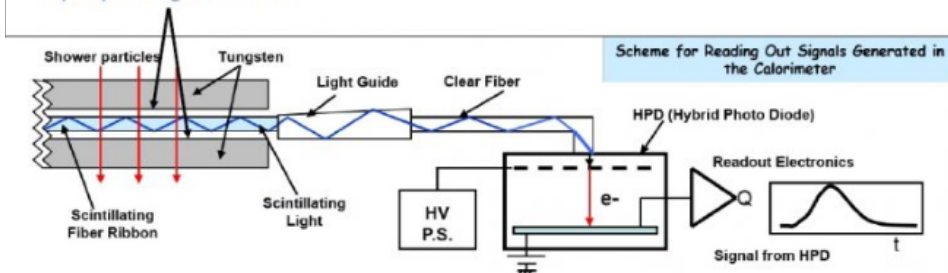 Scheme for Reading Out Signals Generated in
the Calorimeter
Shower particles
Tungsten
Light Guide
Clear Fiber
HPD (Hybrid Photo Diode)
Readout Electronics
Scintillating
Fiber Ribbon
Scintillating
Light
HV
P.S.
e-
Q
t
Signal from HPD